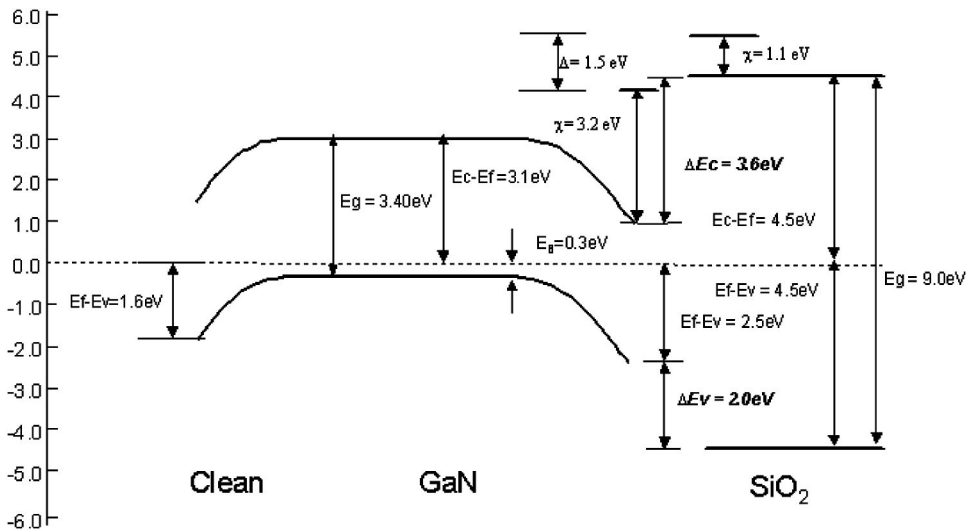 6.0
5.0
4.0
3.0
2.0
1.0
0.0
-1.0
-2.0
-3.0
-4.0
-5.0
-6.0
Δ = 1.5 eV
χ = 1.1 eV
χ = 3.2 eV
ΔEc = 3.6eV
Eg = 3.40eV
Ec-Ef=3.1eV
Ec-Ef= 4.5eV
EB=0.3eV
Ef-Ev=1.6eV
Ef-Ev = 4.5eV
Eg = 9.0eV
Ef-Ev = 2.5eV
ΔEv = 2.0eV
Clean
GaN
SiO2